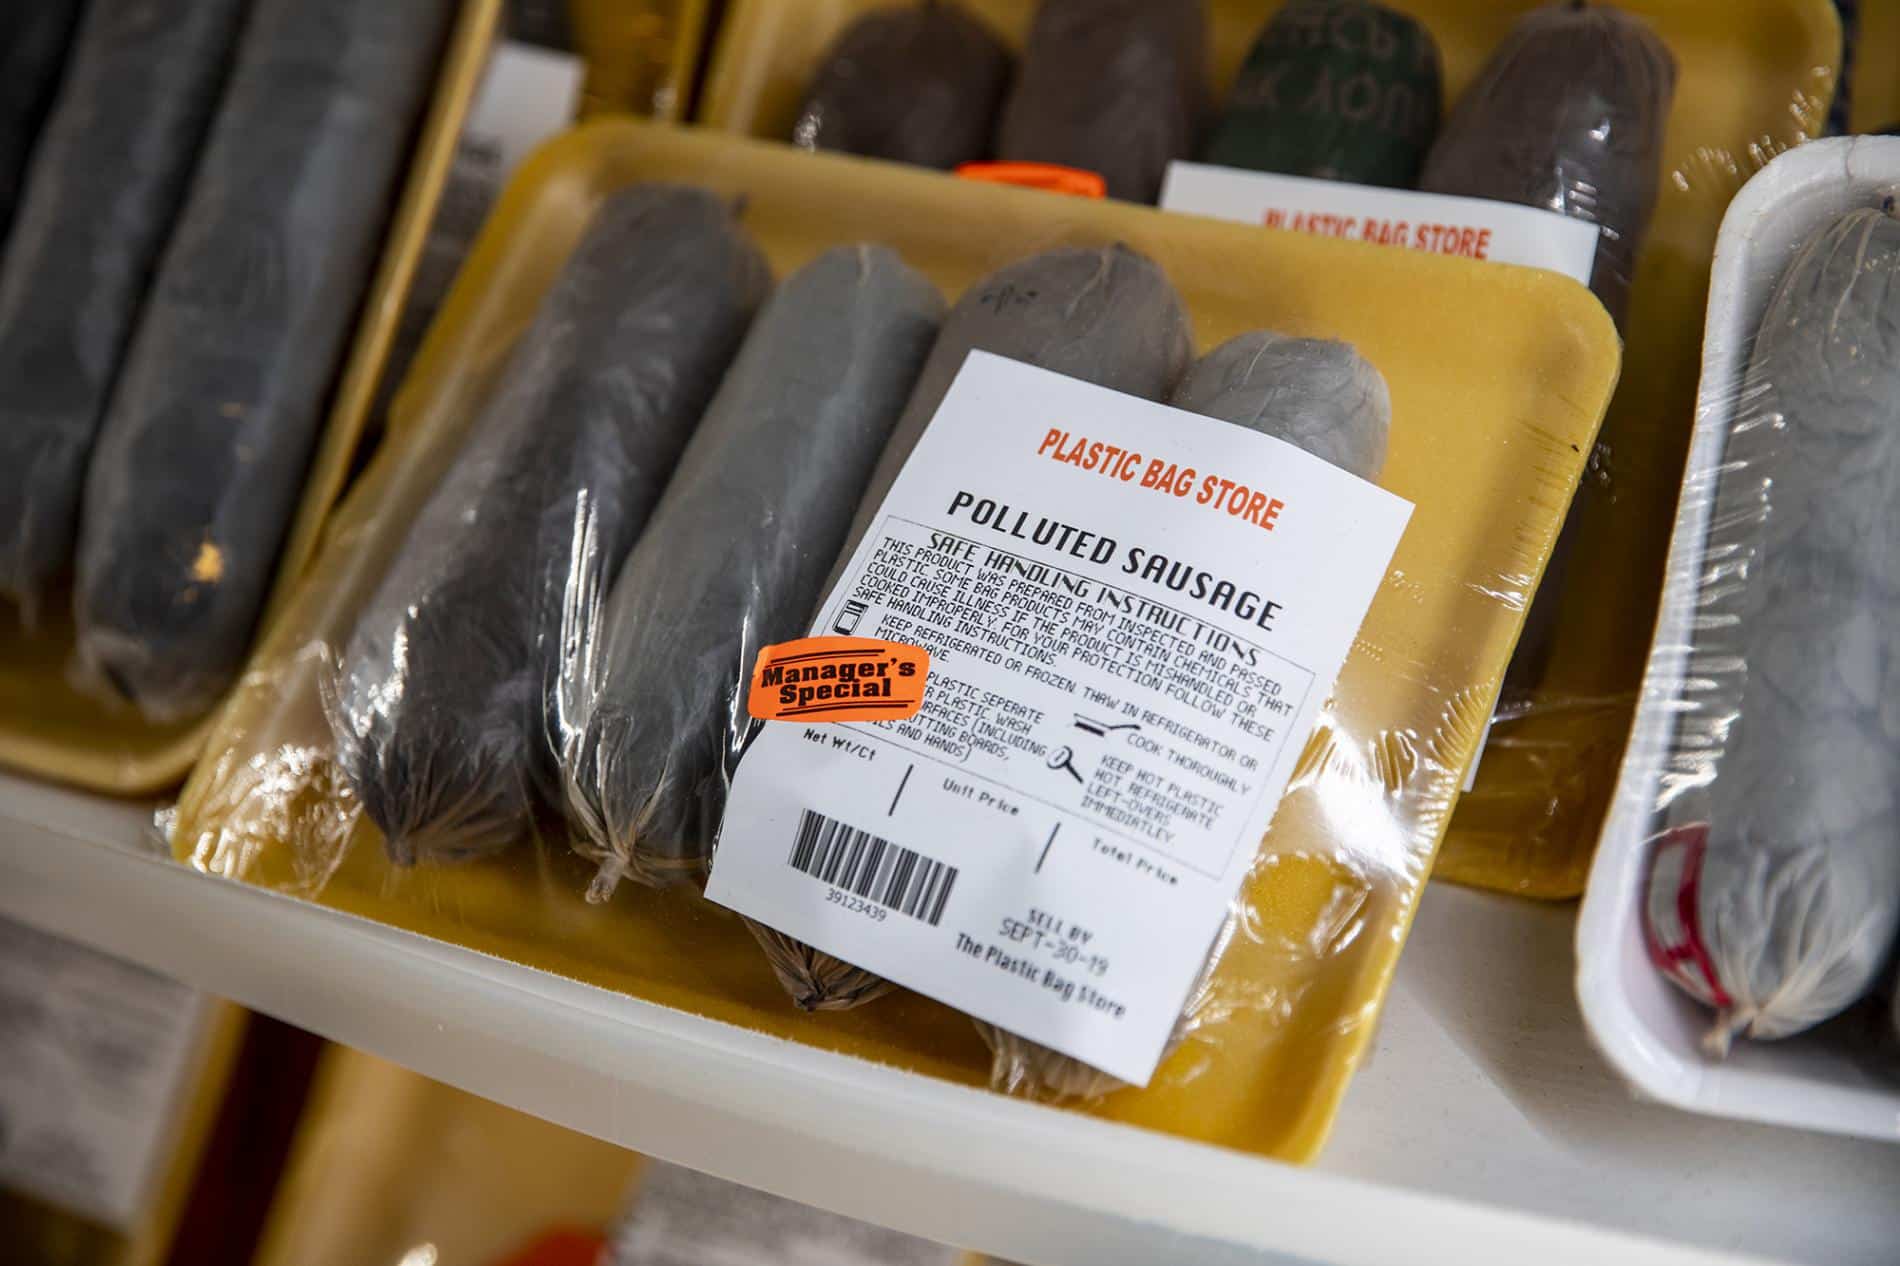 PLASTIC BAG STORE
PLASTIC BAG STORE
POLLUTED SAUSAGE
SAFE HANDLING INSTRUCTIONS
THIS PRODUCT WAS PREPARED FROM INSPECTED AND PASSED
PLASTIC. SOME BAG PRODUCTS MAY CONTAIN CHEMICALS THAT
COULD CAUSE ILLNESS IF THE PRODUCT IS MISHANDLED OR
COOKED IMPROPERLY. FOR YOUR PROTECTION FOLLOW THESE
SAFE HANDLING INSTRUCTIONS.
KEEP REFRIGERATED OR FROZEN. THAW IN REFRIGERATOR OR
MICROWAVE.
PLASTIC SEPERATE
R PLASTIC. WASH
URFACES (INCLUDING
CUTTING BOARDS,
ILS AND HANDS)
COOK THOROUGHLY
KEEP HOT PLASTIC
HOT. REFRIGERATE
LEFT-OVERS
IMMEDIATLEY.
Manager's
Special
Net Wt/Ct
Unit Price
Total Price
39123439
SELL BY
SEPT-30-19
The Plastic Bag Store